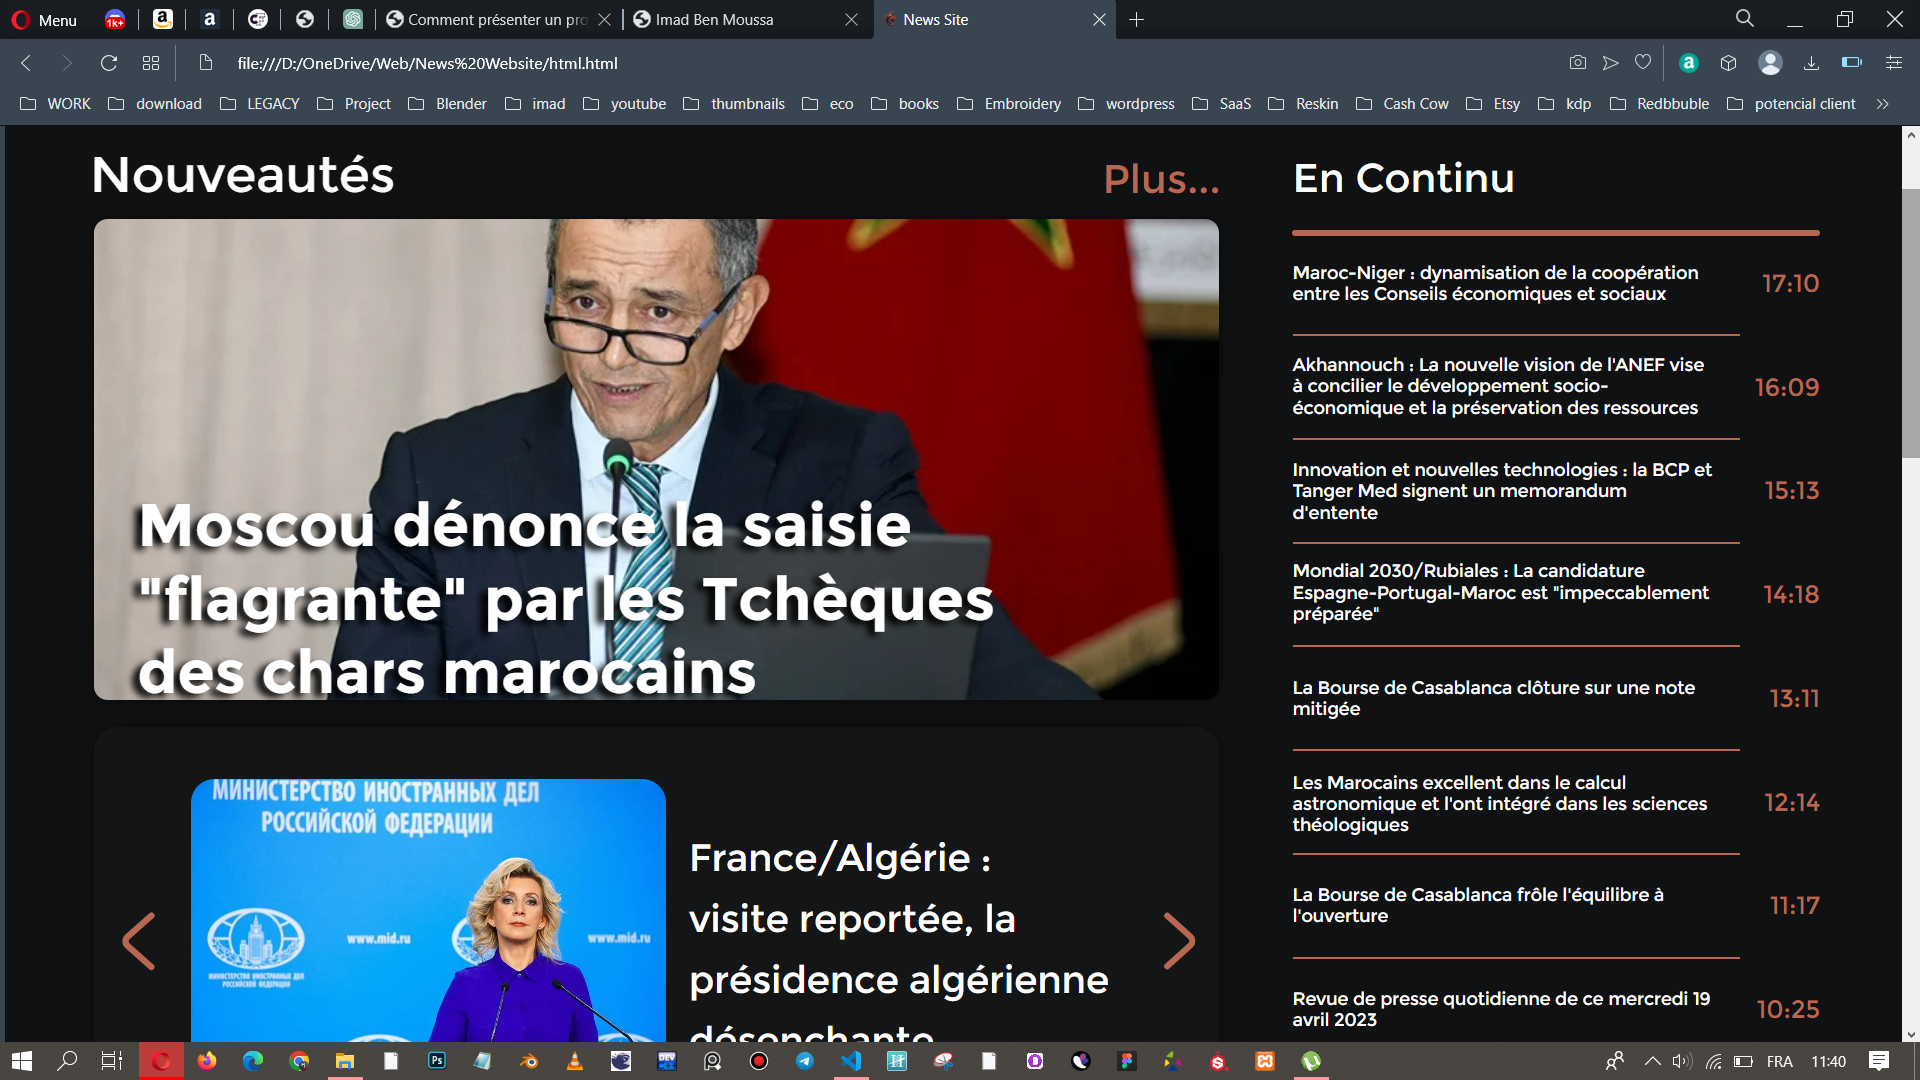 Menu
1k+
Comment présenter un pro
Imad Ben Moussa
News Site
file:///D:/OneDrive/Web/News%20Website/html.html
WORK
download
LEGACY
Project
Blender
imad
youtube
thumbnails
eco
books
Embroidery
wordpress
SaaS
Reskin
Cash Cow
Etsy
kdp
Redbbuble
potencial client
Nouveautés
Plus...
Moscou dénonce la saisie
"flagrante" par les Tchèques
des chars marocains
МИНИСТЕРСТВО ИНОСТРАННЫХ ДЕЛ
РОССИЙСКОЙ ФЕДЕРАЦИИ
www.mid.ru
www.mid.ru
МИНИСТЕРСТВО ИНОСТРАННЫХ ДЕЛ
РОССИЙСКОЙ ФЕДЕРАЦИИ
France/Algérie :
visite reportée, la
présidence algérienne
désenchante
En Continu
Maroc-Niger : dynamisation de la coopération
entre les Conseils économiques et sociaux
17:10
Akhannouch : La nouvelle vision de l'ANEF vise
à concilier le développement socio-
économique et la préservation des ressources
16:09
Innovation et nouvelles technologies : la BCP et
Tanger Med signent un memorandum
d'entente
15:13
Mondial 2030/Rubiales : La candidature
Espagne-Portugal-Maroc est "impeccablement
préparée"
14:18
La Bourse de Casablanca clôture sur une note
mitigée
13:11
Les Marocains excellent dans le calcul
astronomique et l'ont intégré dans les sciences
théologiques
12:14
La Bourse de Casablanca frôle l'équilibre à
l'ouverture
11:17
Revue de presse quotidienne de ce mercredi 19
avril 2023
10:25
Ps
DEV
FRA
11:40